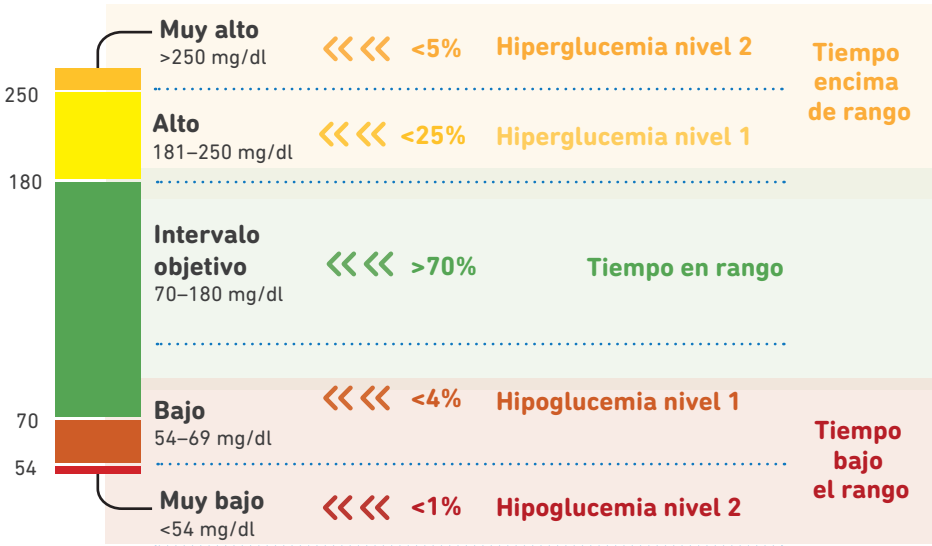 Muy alto
>250 mg/dl
<5%
Hiperglucemia nivel 2
Tiempo
encima
de rango
250
Alto
181–250 mg/dl
<25%
Hiperglucemia nivel 1
180
Intervalo
objetivo
70–180 mg/dl
>70%
Tiempo en rango
70
Bajo
54–69 mg/dl
<4%
Hipoglucemia nivel 1
Tiempo
bajo
el rango
54
Muy bajo
<54 mg/dl
<1%
Hipoglucemia nivel 2